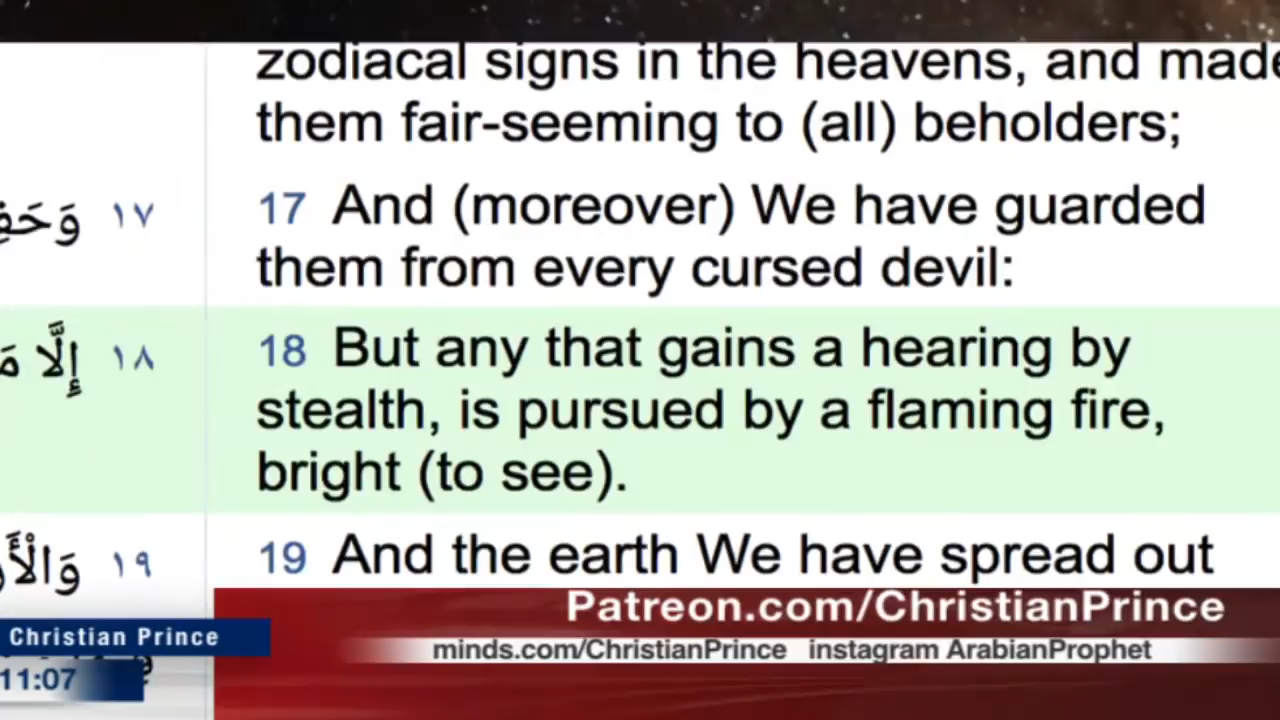 zodiacal signs in the heavens, and made
them fair-seeming to (all) beholders;
١٧
17 And (moreover) We have guarded
them from every cursed devil:
إِلَّا ١٨
18 But any that gains a hearing by
stealth, is pursued by a flaming fire,
bright (to see).
١٩
19 And the earth We have spread out
Patreon.com/ChristianPrince
Christian Prince
minds.com/ChristianPrince instagram ArabianProphet
11:07